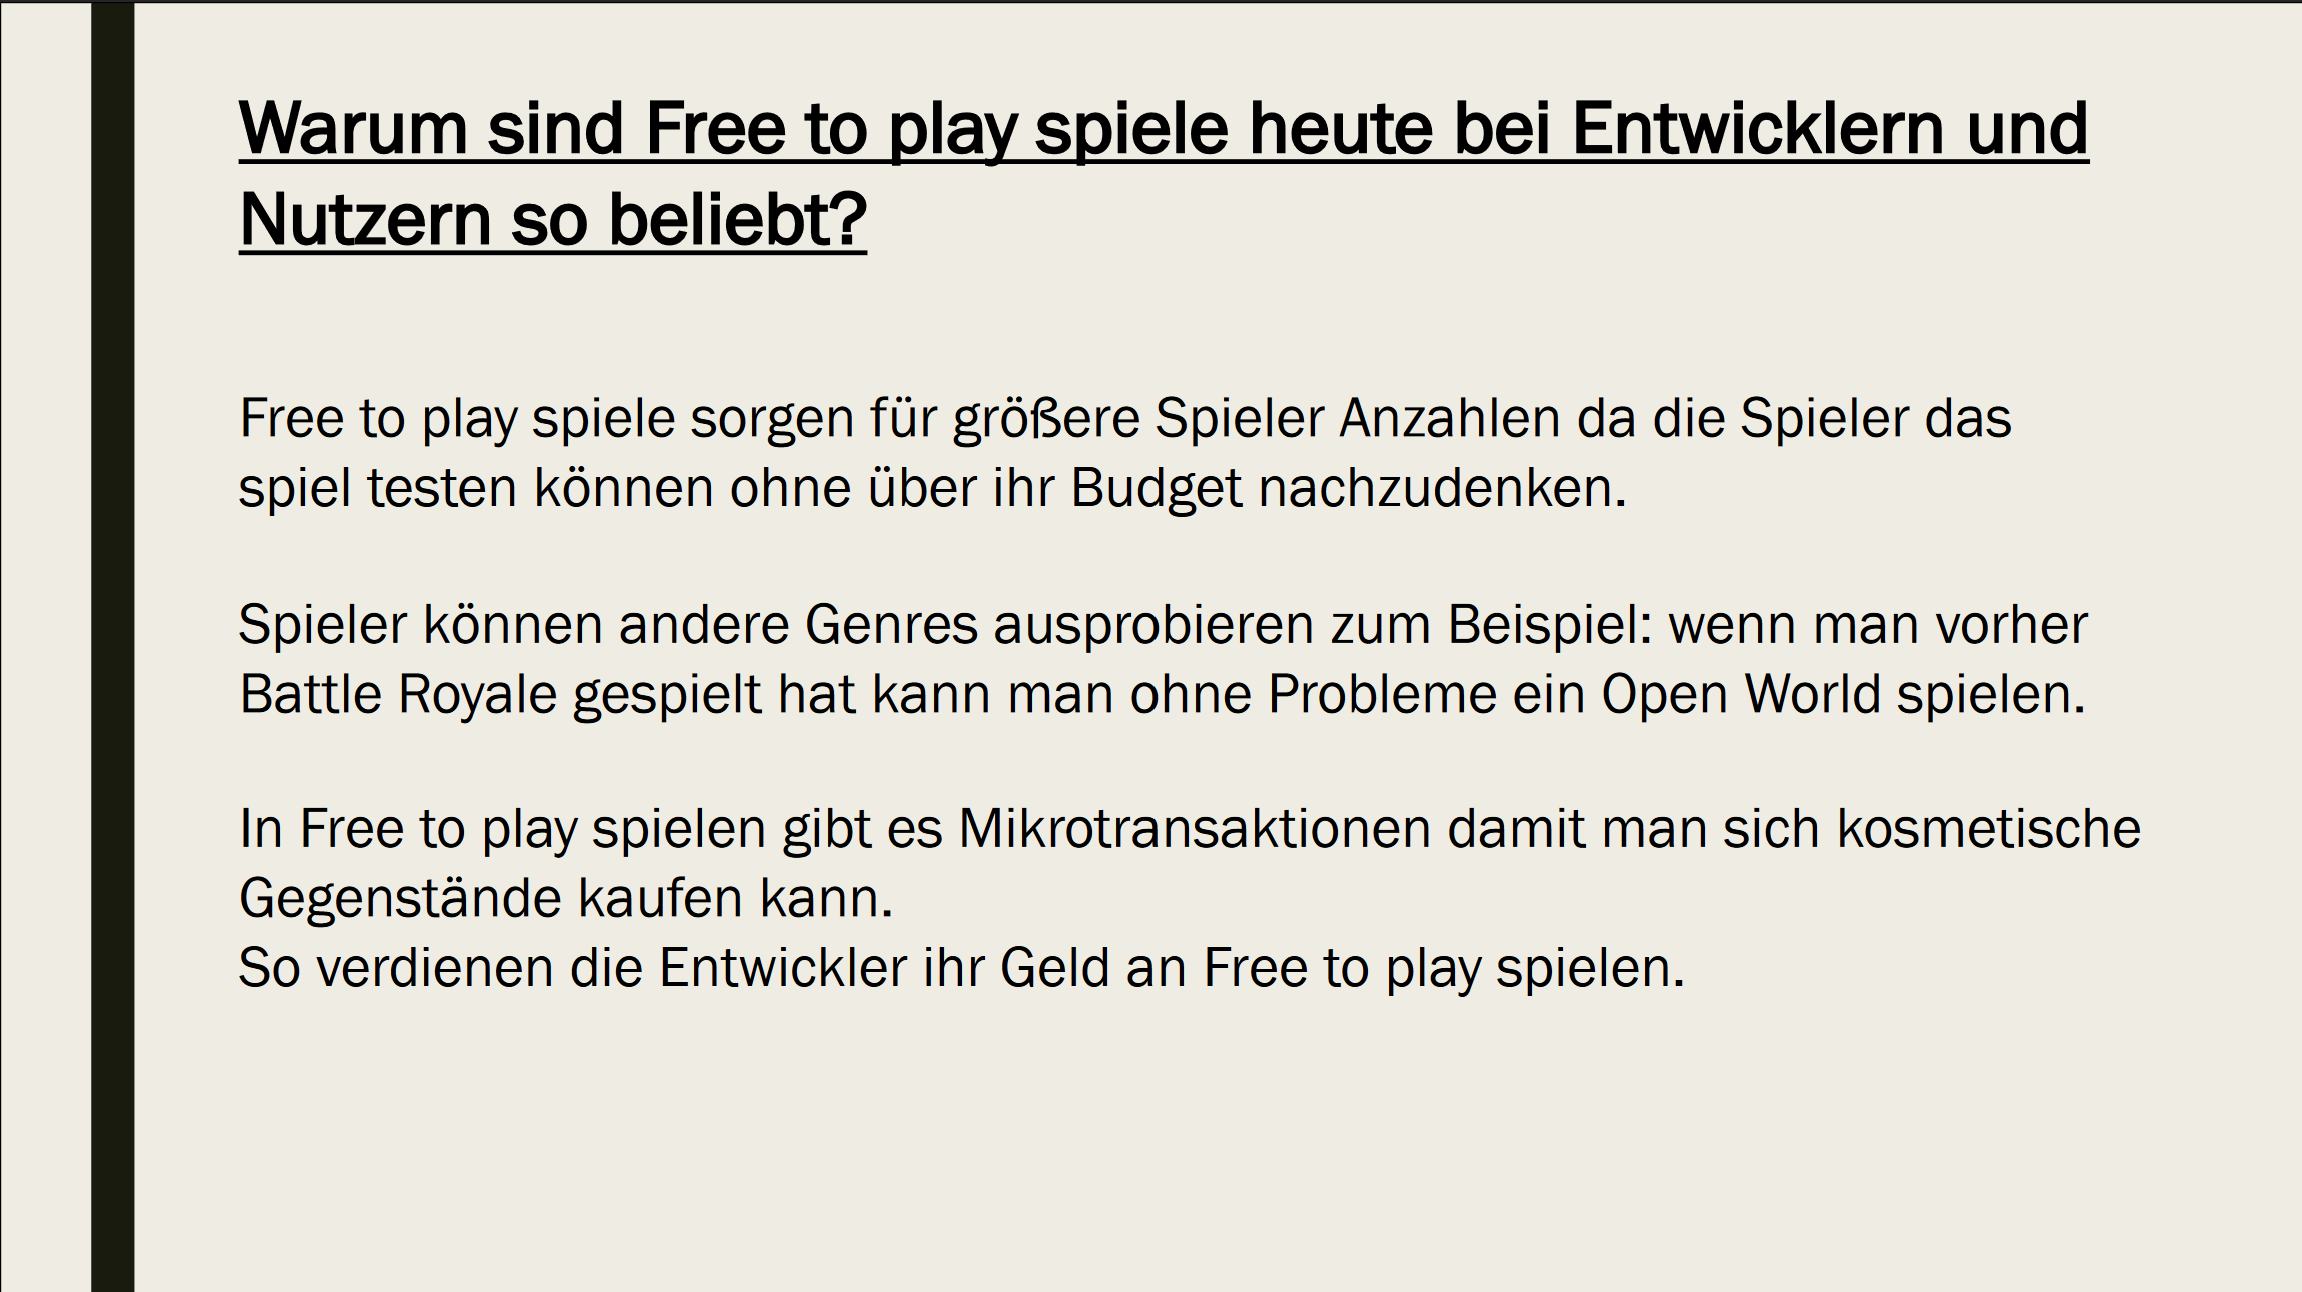 Warum sind Free to play spiele heute bei Entwicklern und
Nutzern so beliebt?
Free to play spiele sorgen für größere Spieler Anzahlen da die Spieler das
spiel testen können ohne über ihr Budget nachzudenken.
Spieler können andere Genres ausprobieren zum Beispiel: wenn man vorher
Battle Royale gespielt hat kann man ohne Probleme ein Open World spielen.
In Free to play spielen gibt es Mikrotransaktionen damit man sich kosmetische
Gegenstände kaufen kann.
So verdienen die Entwickler ihr Geld an Free to play spielen.